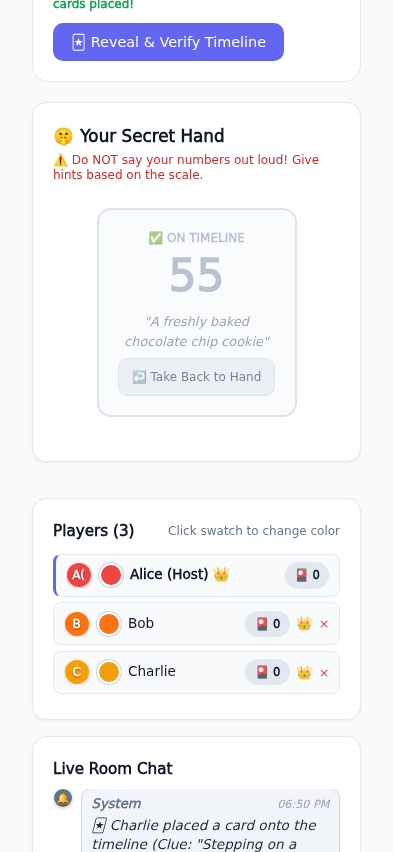 cards placed!
🃏 Reveal & Verify Timeline
🤫 Your Secret Hand
⚠️ Do NOT say your numbers out loud! Give
hints based on the scale.
✅ ON TIMELINE
55
"A freshly baked
chocolate chip cookie"
↩️ Take Back to Hand
Players (3) Click swatch to change color
A( Alice (Host) 👑 🎴 0
B Bob 🎴 0 👑 ×
C Charlie 🎴 0 👑 ×
Live Room Chat
🔔 System 06:50 PM
🃏 Charlie placed a card onto the
timeline (Clue: "Stepping on a